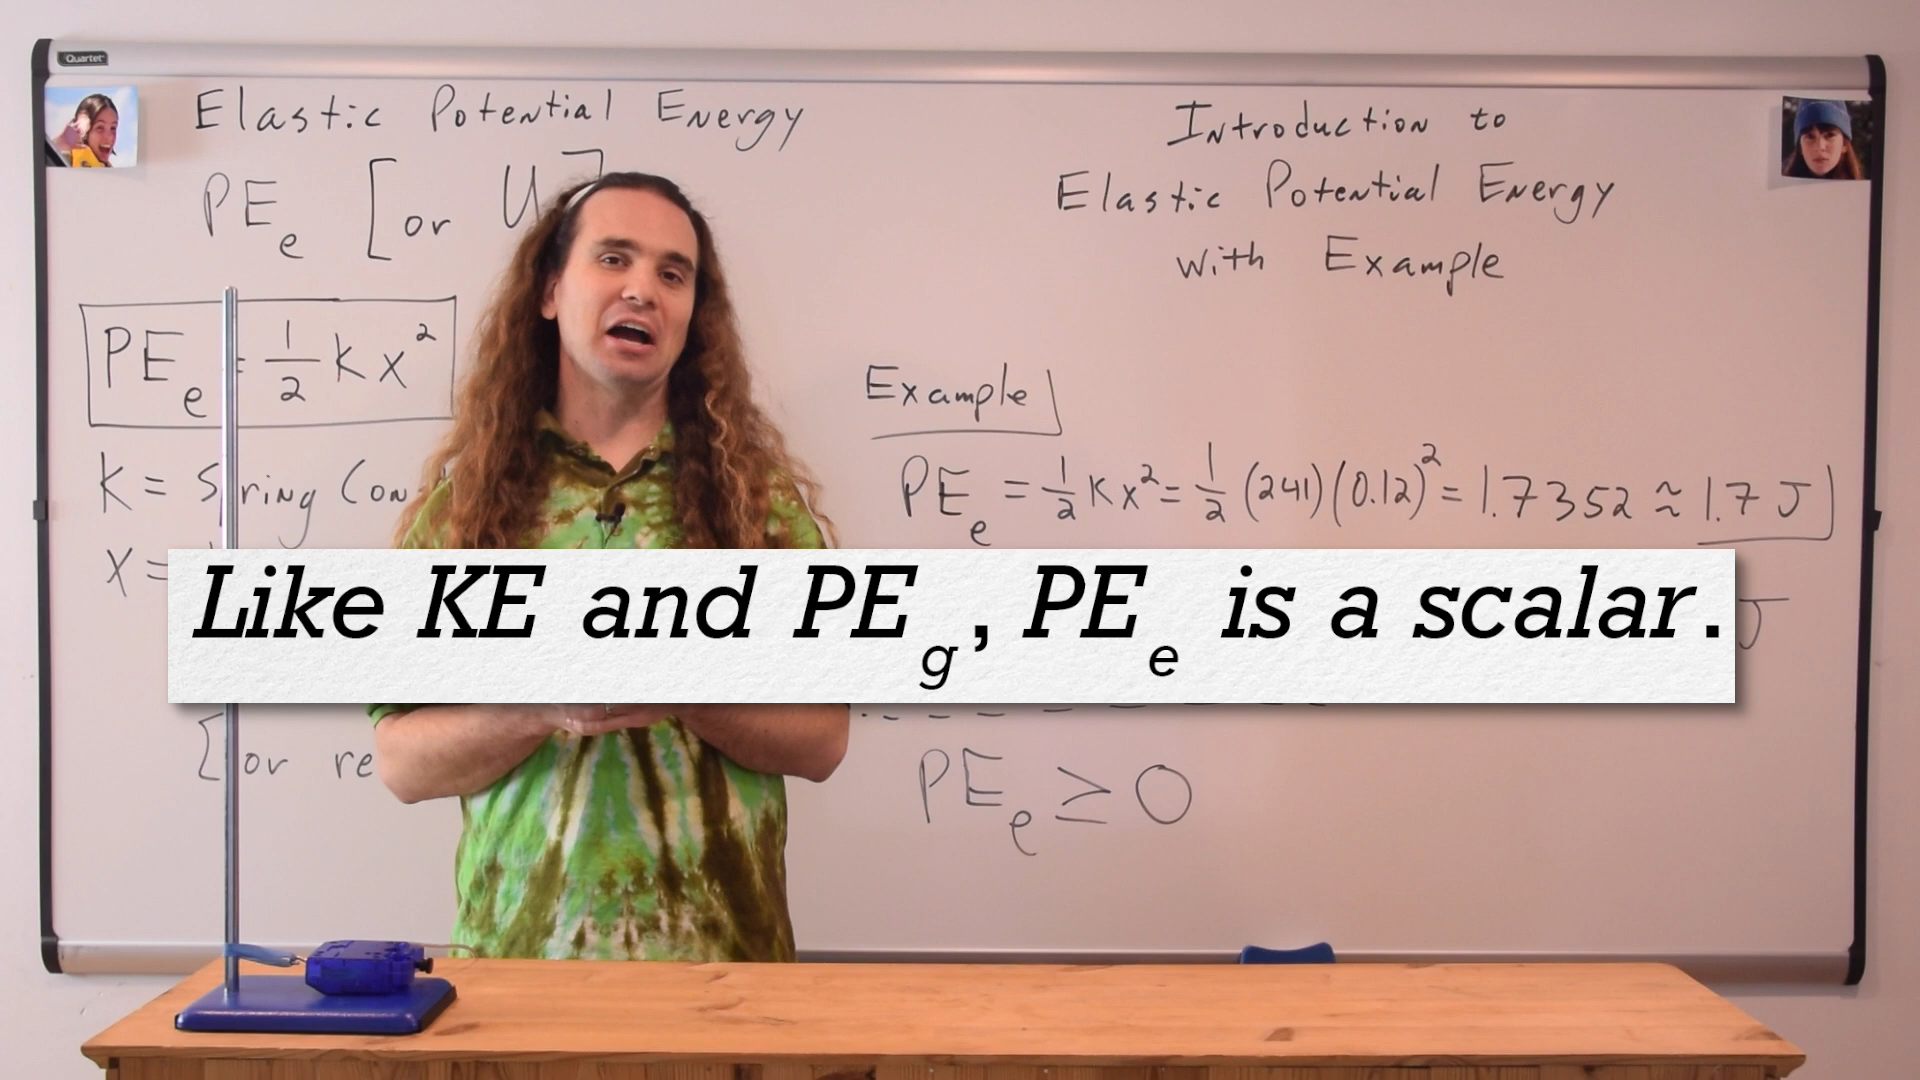 Quartet
Elastic Potential Energy
PEe [or U]
PEe = 1/2 kx²
K = Spring Con
x =
[or re
Introduction to
Elastic Potential Energy
with Example
Example
PEe = 1/2 Kx² = 1/2 (241)(0.12)² = 1.7352 ≈ 1.7 J
J
Like KE and PEg, PEe is a scalar.
PEe ≥ 0